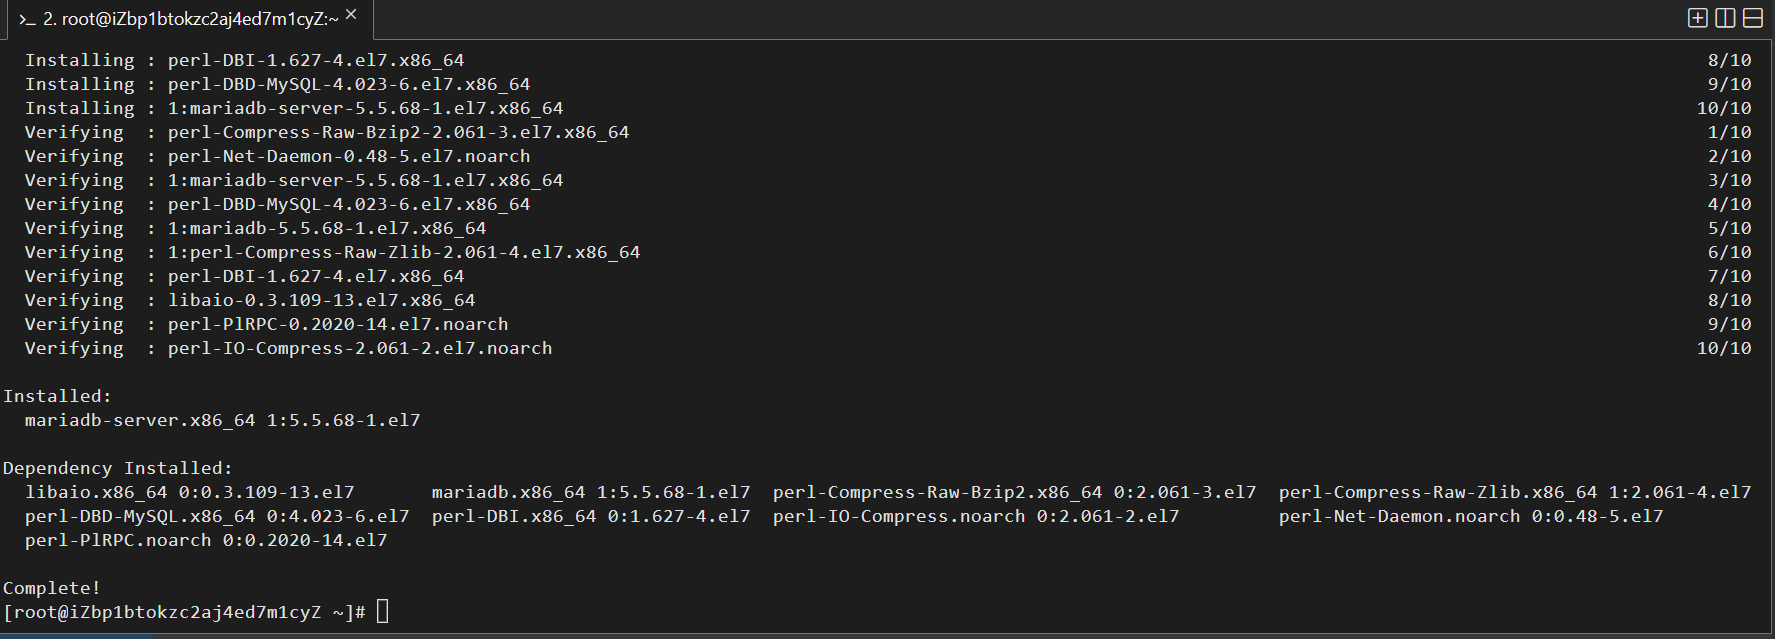 2. root@iZbp1btokzc2aj4ed7m1cyZ:~
Installing : perl-DBI-1.627-4.el7.x86_64 8/10
Installing : perl-DBD-MySQL-4.023-6.el7.x86_64 9/10
Installing : 1:mariadb-server-5.5.68-1.el7.x86_64 10/10
Verifying  : perl-Compress-Raw-Bzip2-2.061-3.el7.x86_64 1/10
Verifying  : perl-Net-Daemon-0.48-5.el7.noarch 2/10
Verifying  : 1:mariadb-server-5.5.68-1.el7.x86_64 3/10
Verifying  : perl-DBD-MySQL-4.023-6.el7.x86_64 4/10
Verifying  : 1:mariadb-5.5.68-1.el7.x86_64 5/10
Verifying  : 1:perl-Compress-Raw-Zlib-2.061-4.el7.x86_64 6/10
Verifying  : perl-DBI-1.627-4.el7.x86_64 7/10
Verifying  : libaio-0.3.109-13.el7.x86_64 8/10
Verifying  : perl-PlRPC-0.2020-14.el7.noarch 9/10
Verifying  : perl-IO-Compress-2.061-2.el7.noarch 10/10
Installed:
mariadb-server.x86_64 1:5.5.68-1.el7
Dependency Installed:
libaio.x86_64 0:0.3.109-13.el7 mariadb.x86_64 1:5.5.68-1.el7 perl-Compress-Raw-Bzip2.x86_64 0:2.061-3.el7 perl-Compress-Raw-Zlib.x86_64 1:2.061-4.el7
perl-DBD-MySQL.x86_64 0:4.023-6.el7 perl-DBI.x86_64 0:1.627-4.el7 perl-IO-Compress.noarch 0:2.061-2.el7 perl-Net-Daemon.noarch 0:0.48-5.el7
perl-PlRPC.noarch 0:0.2020-14.el7
Complete!
[root@iZbp1btokzc2aj4ed7m1cyZ ~]#